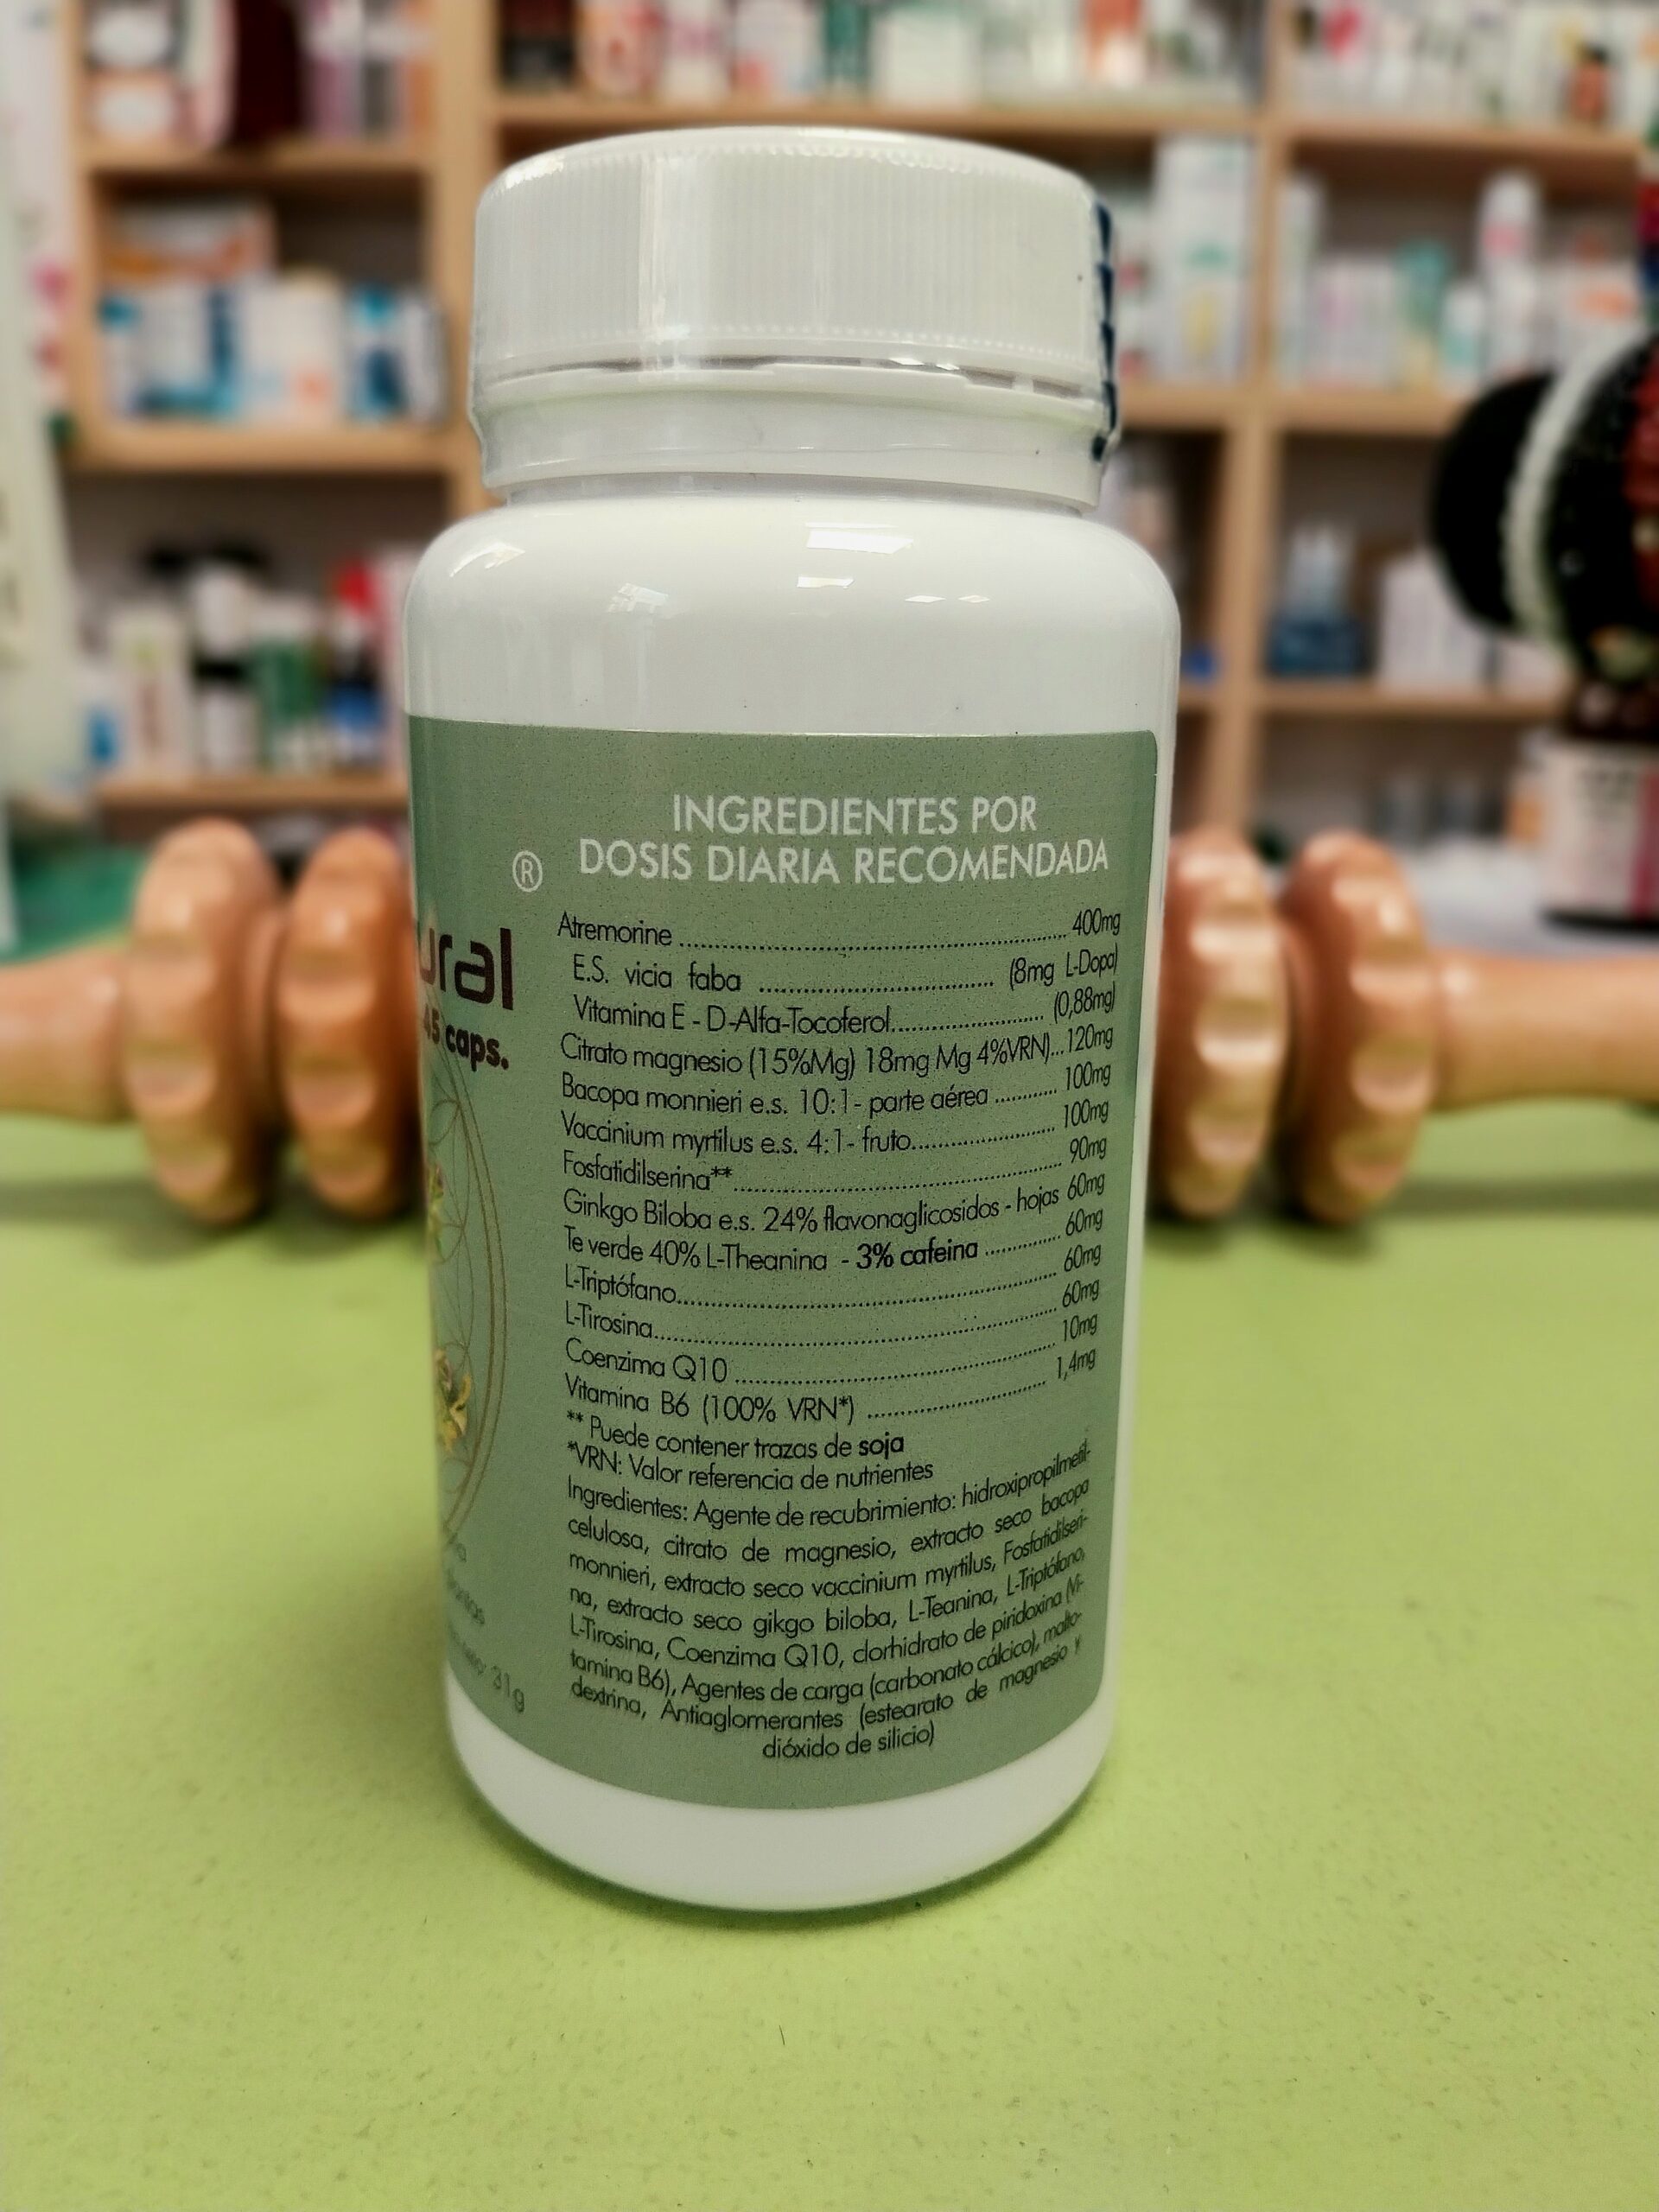 INGREDIENTES POR
DOSIS DIARIA RECOMENDADA
®
ural
45 caps.
Atremorine ........ 400mg
E.S. vicia faba ........ (8mg L-Dopa)
Vitamina E - D-Alfa-Tocoferol........ (0,88mg)
Citrato magnesio (15%Mg) 18mg Mg 4%VRN)...120mg
Bacopa monnieri e.s. 10:1- parte aérea ........ 100mg
Vaccinium myrtilus e.s. 4:1- fruto........ 100mg
Fosfatidilserina**........ 90mg
Ginkgo Biloba e.s. 24% flavonaglicosidos - hojas 60mg
Te verde 40% L-Theanina - 3% cafeina ........ 60mg
L-Triptófano........ 60mg
L-Tirosina........ 60mg
Coenzima Q10 ........ 10mg
Vitamina B6 (100% VRN*) ........ 1,4mg
** Puede contener trazas de soja
*VRN: Valor referencia de nutrientes
Ingredientes: Agente de recubrimiento: hidroxipropilmetil-
celulosa, citrato de magnesio, extracto seco bacopa
monnieri, extracto seco vaccinium myrtilus, Fosfatidilseri-
na, extracto seco gikgo biloba, L-Teanina, L-Triptófano,
L-Tirosina, Coenzima Q10, clorhidrato de piridoxina (Vi-
tamina B6), Agentes de carga (carbonato cálcico), malto-
dextrina, Antiaglomerantes (estearato de magnesio y
dióxido de silicio)
31g